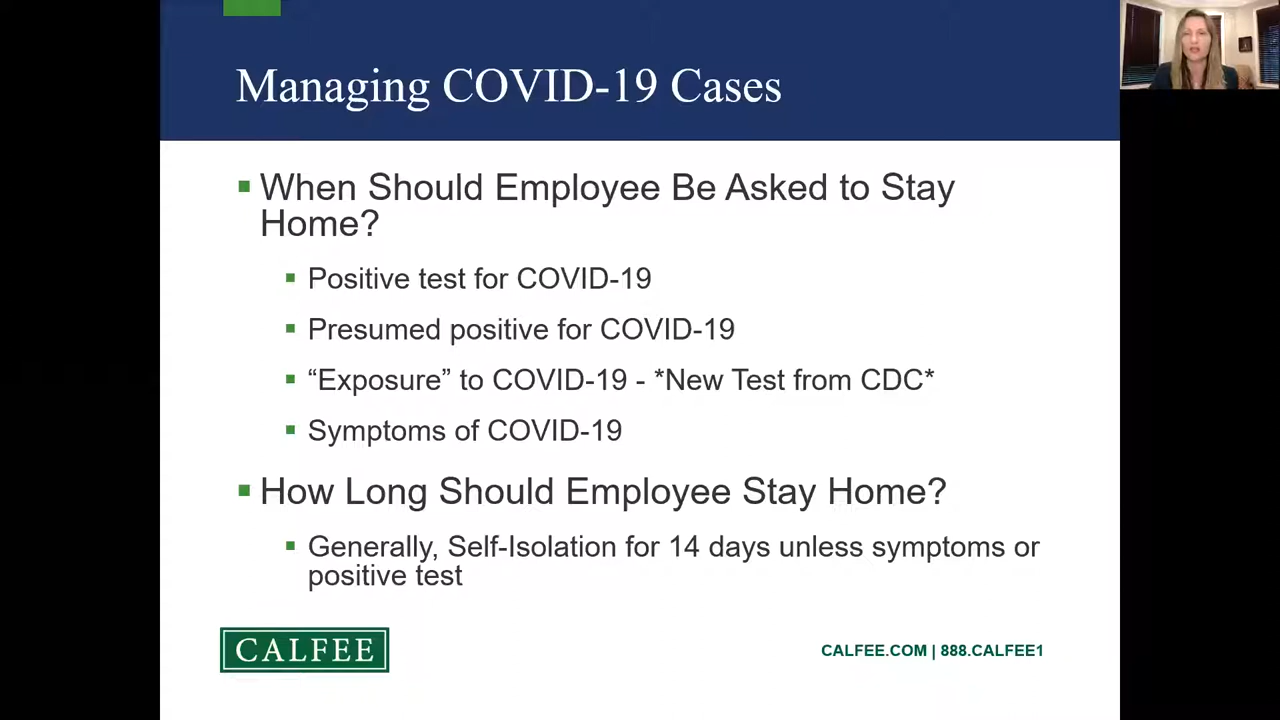 Managing COVID-19 Cases
When Should Employee Be Asked to Stay
Home?
Positive test for COVID-19
Presumed positive for COVID-19
“Exposure” to COVID-19 - *New Test from CDC*
Symptoms of COVID-19
How Long Should Employee Stay Home?
Generally, Self-Isolation for 14 days unless symptoms or
positive test
CALFEE
CALFEE.COM | 888.CALFEE1